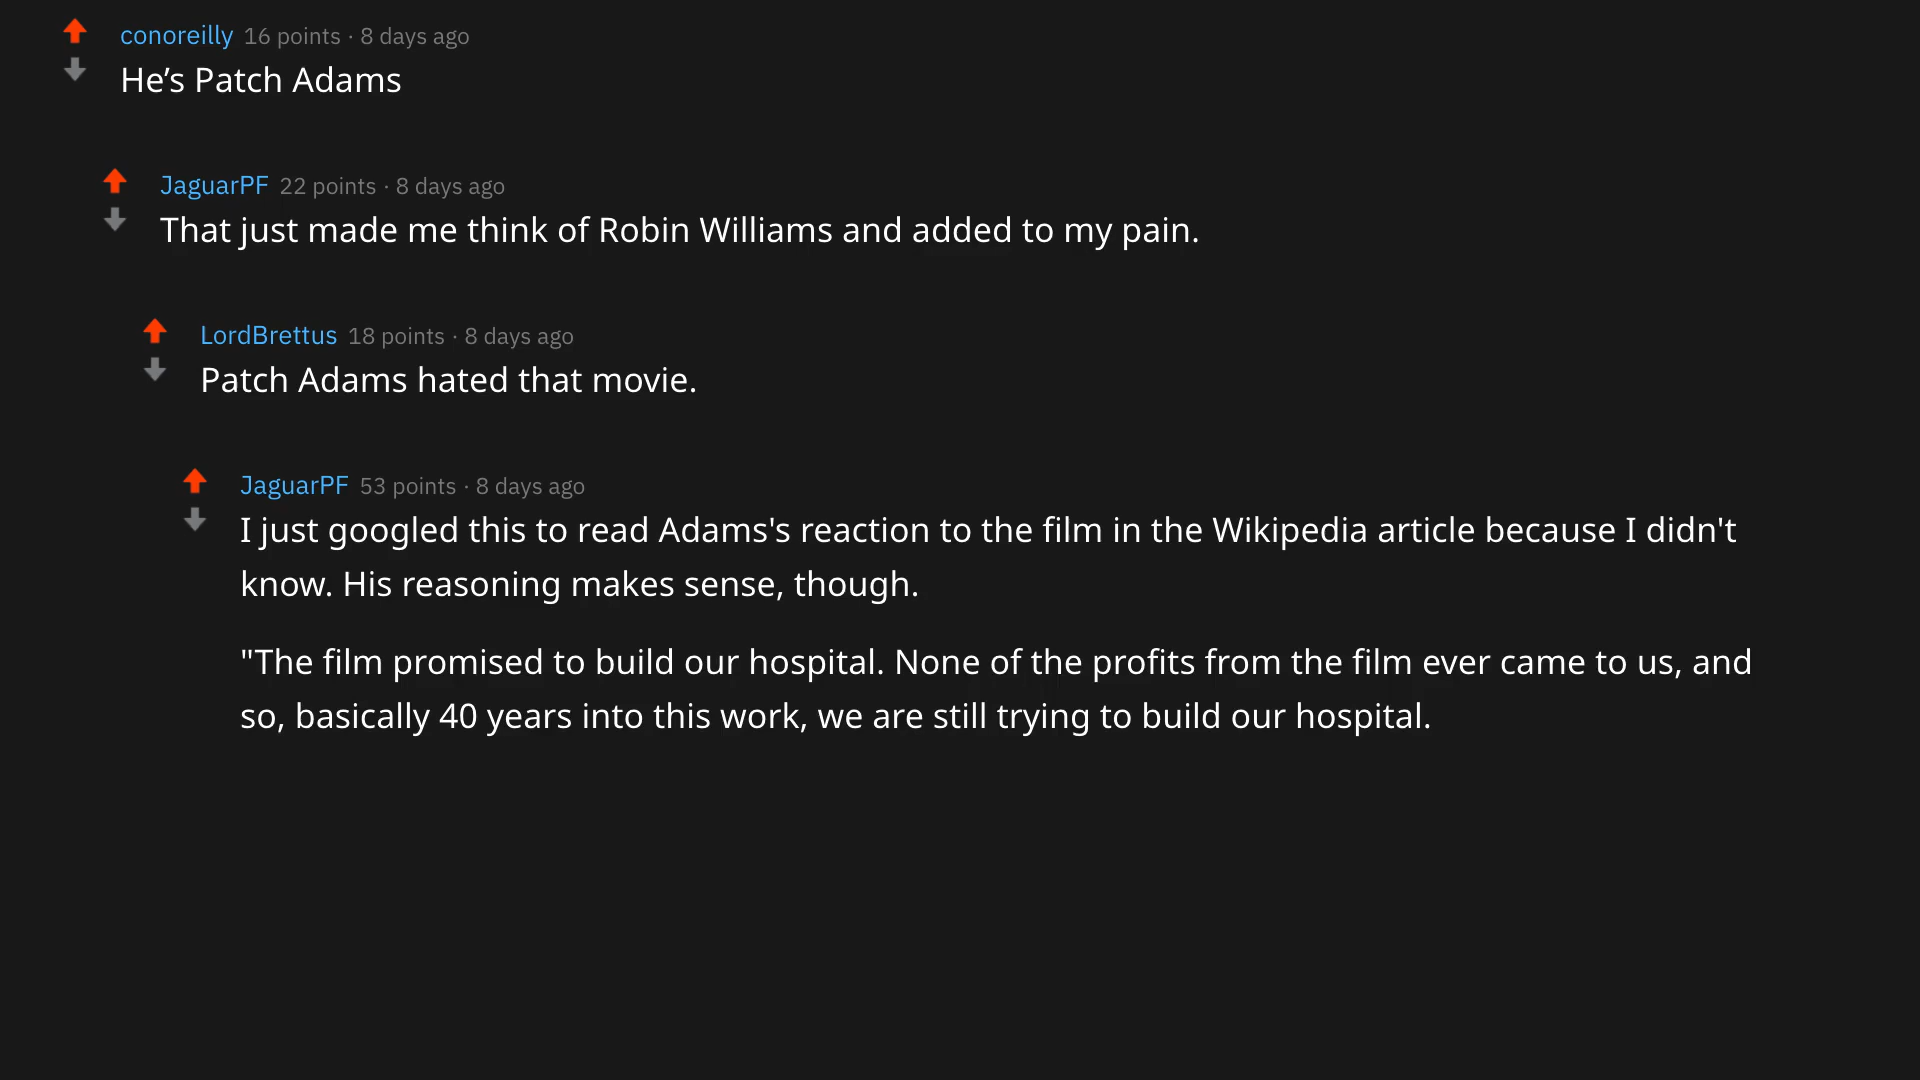 conoreilly 16 points · 8 days ago
He’s Patch Adams
JaguarPF 22 points · 8 days ago
That just made me think of Robin Williams and added to my pain.
LordBrettus 18 points · 8 days ago
Patch Adams hated that movie.
JaguarPF 53 points · 8 days ago
I just googled this to read Adams's reaction to the film in the Wikipedia article because I didn't
know. His reasoning makes sense, though.
"The film promised to build our hospital. None of the profits from the film ever came to us, and
so, basically 40 years into this work, we are still trying to build our hospital.